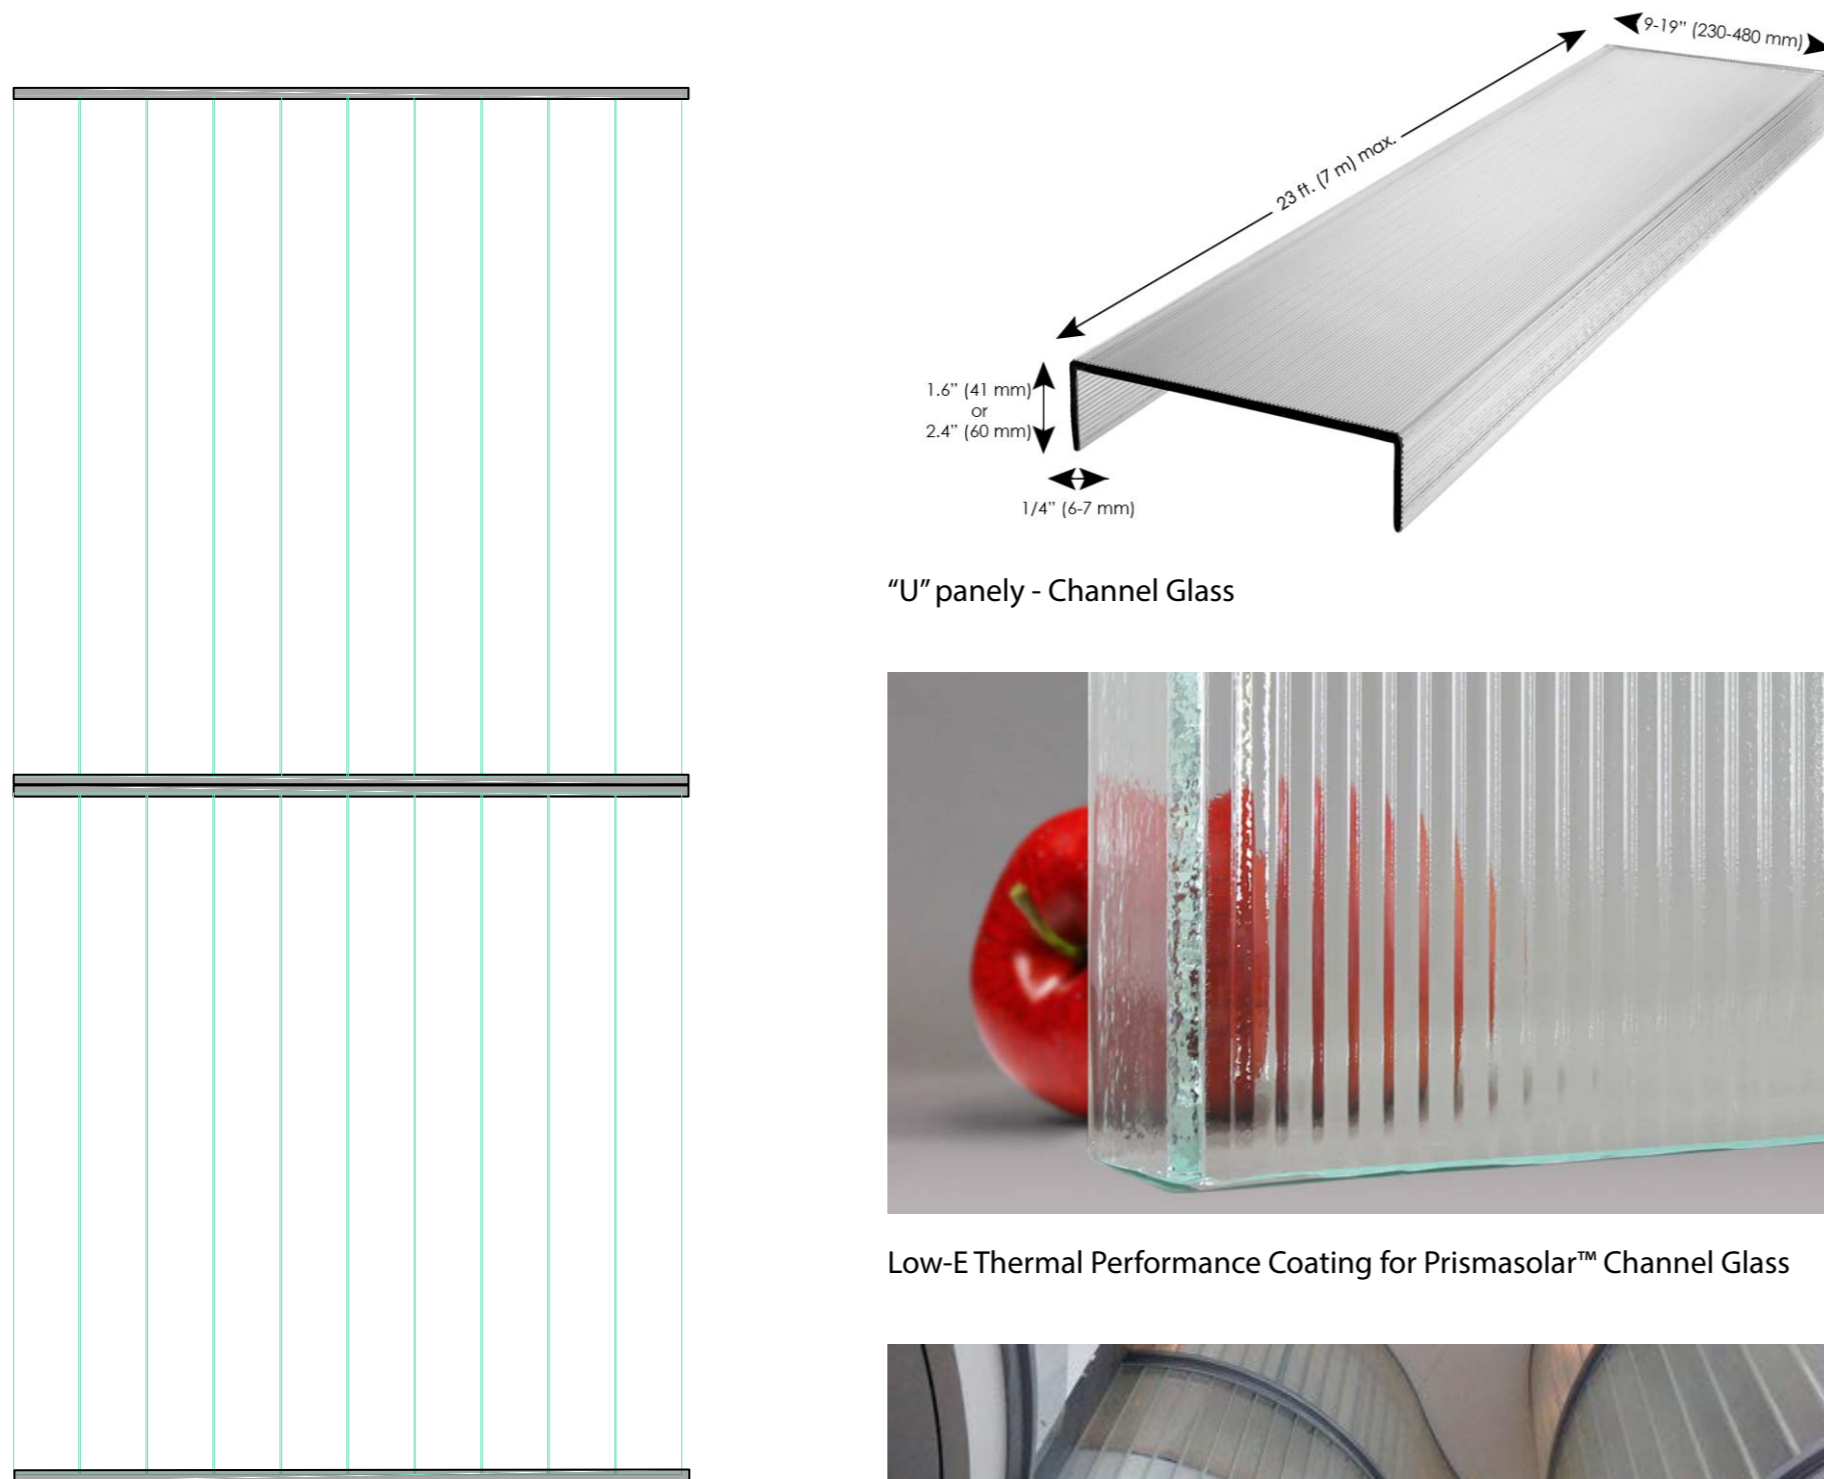 9-19” (230-480 mm)
23 ft. (7 m) max.
1.6” (41 mm)
or
2.4” (60 mm)
1/4” (6-7 mm)
“U” panely - Channel Glass
Low-E Thermal Performance Coating for Prismasolar™ Channel Glass